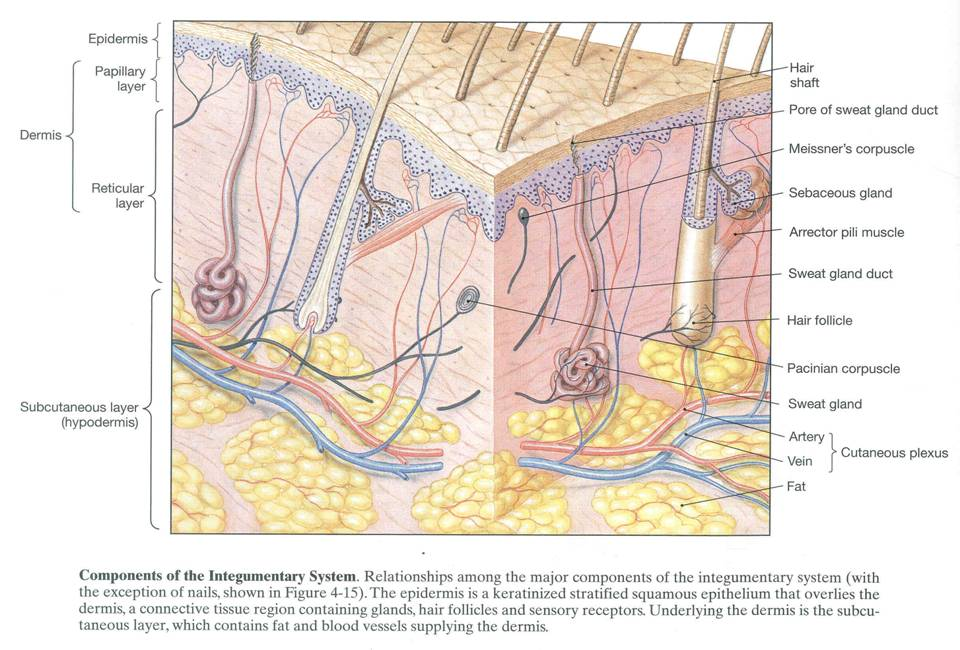 Epidermis
Papillary
layer
Dermis
Reticular
layer
Subcutaneous layer
(hypodermis)
Hair
shaft
Pore of sweat gland duct
Meissner's corpuscle
Sebaceous gland
Arrector pili muscle
Sweat gland duct
Hair follicle
Pacinian corpuscle
Sweat gland
Artery
Vein
Cutaneous plexus
Fat
Components of the Integumentary System. Relationships among the major components of the integumentary system (with
the exception of nails, shown in Figure 4-15). The epidermis is a keratinized stratified squamous epithelium that overlies the
dermis, a connective tissue region containing glands, hair follicles and sensory receptors. Underlying the dermis is the subcu-
taneous layer, which contains fat and blood vessels supplying the dermis.